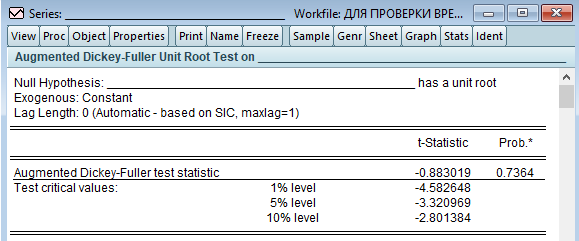 Series: Workfile: ДЛЯ ПРОВЕРКИ ВРЕ...
View Proc Object Properties Print Name Freeze Sample Genr Sheet Graph Stats Ident
Augmented Dickey-Fuller Unit Root Test on
Null Hypothesis: has a unit root
Exogenous: Constant
Lag Length: 0 (Automatic - based on SIC, maxlag=1)
t-Statistic Prob.*
Augmented Dickey-Fuller test statistic -0.883019 0.7364
Test critical values: 1% level -4.582648
5% level -3.320969
10% level -2.801384